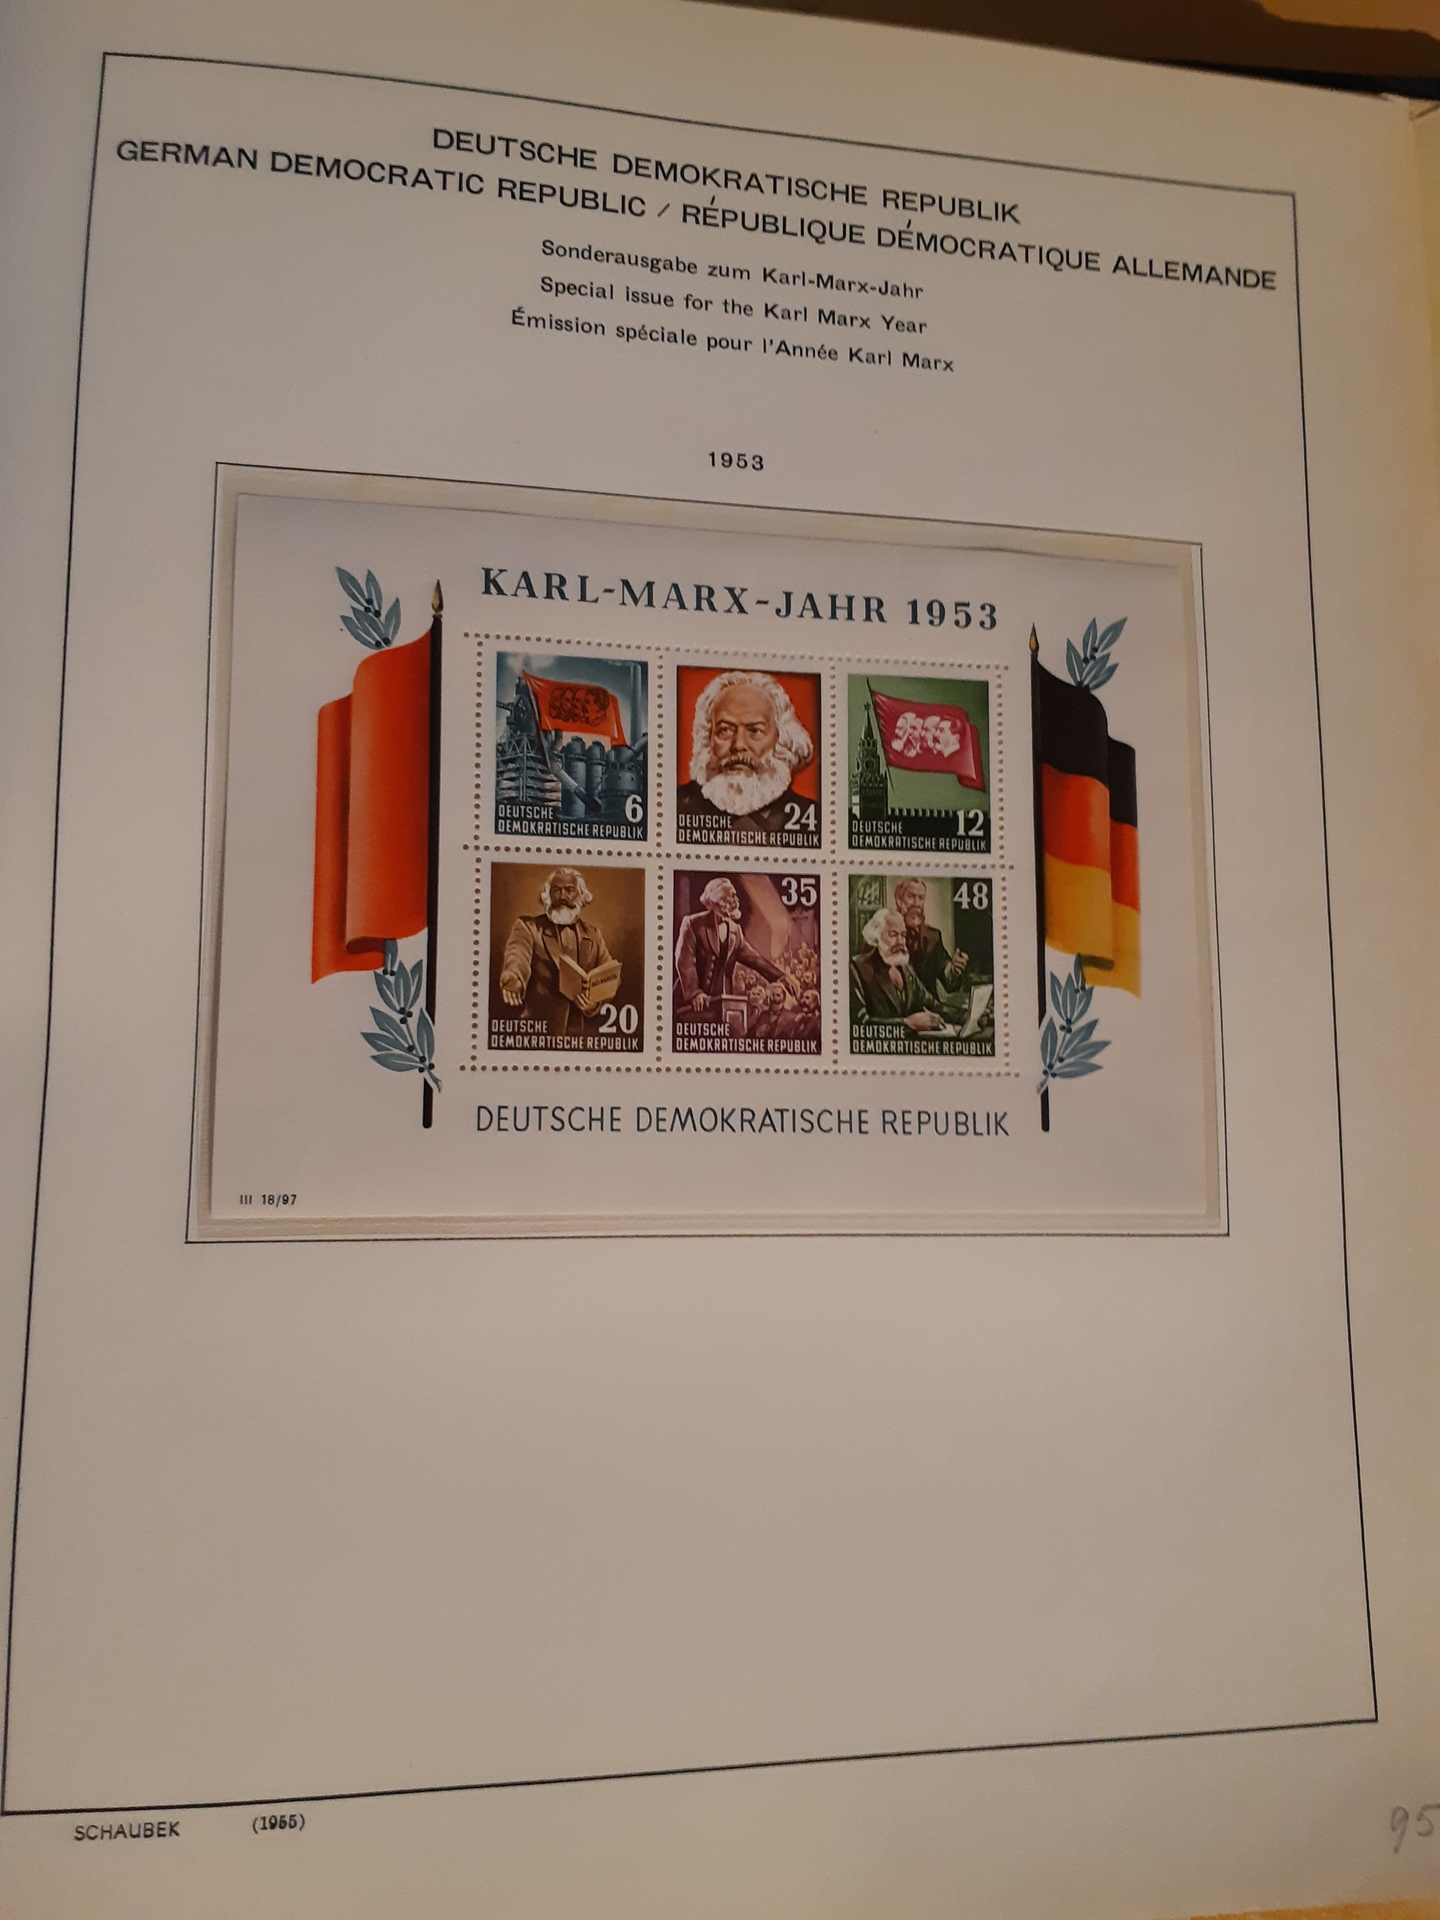 DEUTSCHE DEMOKRATISCHE REPUBLIK
GERMAN DEMOCRATIC REPUBLIC / RÉPUBLIQUE DÉMOCRATIQUE ALLEMANDE
Sonderausgabe zum Karl-Marx-Jahr
Special issue for the Karl Marx Year
Émission spéciale pour l'Année Karl Marx
1953
KARL-MARX-JAHR 1953
6
DEUTSCHE
DEMOKRATISCHE REPUBLIK
24
DEUTSCHE
DEMOKRATISCHE REPUBLIK
12
DEUTSCHE
DEMOKRATISCHE REPUBLIK
20
DEUTSCHE
DEMOKRATISCHE REPUBLIK
35
DEUTSCHE
DEMOKRATISCHE REPUBLIK
48
DEUTSCHE
DEMOKRATISCHE REPUBLIK
DEUTSCHE DEMOKRATISCHE REPUBLIK
III 18/97
SCHAUBEK (1955)
95